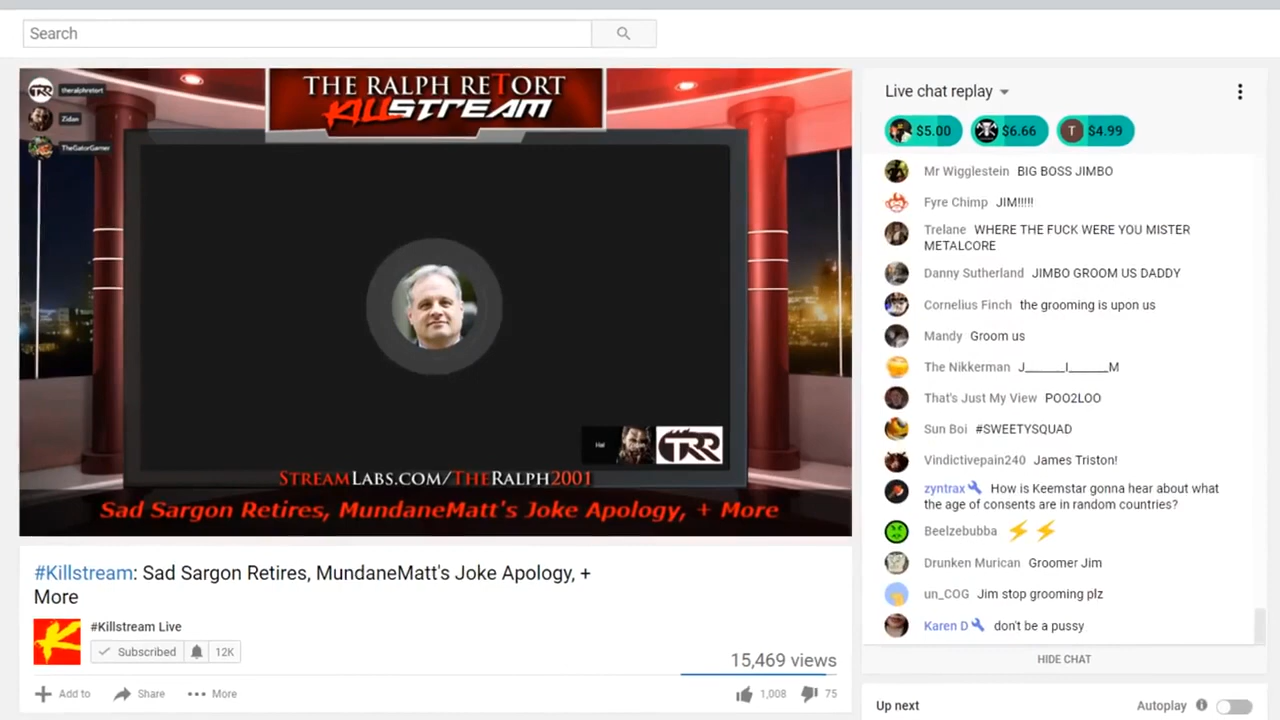 Search
TRR theralphretort
Zidan
TheGatorGamer
THE RALPH RETORT
KILLSTREAM
Hal
TRR
STREAMLABS.COM/THERALPH2001
Sad Sargon Retires, MundaneMatt's Joke Apology, + More
#Killstream: Sad Sargon Retires, MundaneMatt's Joke Apology, +
More
#Killstream Live
Subscribed 12K
15,469 views
Add to Share More 1,008 75
Live chat replay
$5.00 $6.66 T $4.99
Mr Wigglestein BIG BOSS JIMBO
Fyre Chimp JIM!!!!!
Trelane WHERE THE FUCK WERE YOU MISTER
METALCORE
Danny Sutherland JIMBO GROOM US DADDY
Cornelius Finch the grooming is upon us
Mandy Groom us
The Nikkerman J______I______M
That's Just My View POO2LOO
Sun Boi #SWEETYSQUAD
Vindictivepain240 James Triston!
zyntrax How is Keemstar gonna hear about what
the age of consents are in random countries?
Beelzebubba ⚡ ⚡
Drunken Murican Groomer Jim
un_COG Jim stop grooming plz
Karen D don't be a pussy
HIDE CHAT
Up next Autoplay